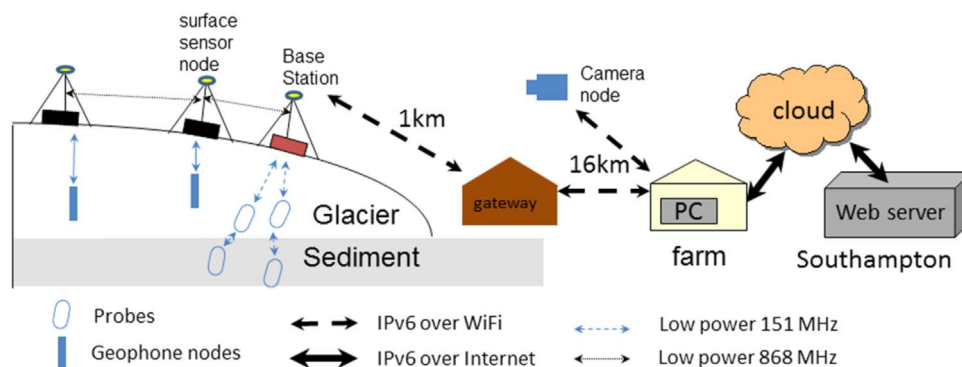 surface
sensor
node
Base
Station
1km
Camera
node
16km
cloud
gateway
PC
farm
Web server
Southampton
Glacier
Sediment
Probes
Geophone nodes
IPv6 over WiFi
IPv6 over Internet
Low power 151 MHz
Low power 868 MHz